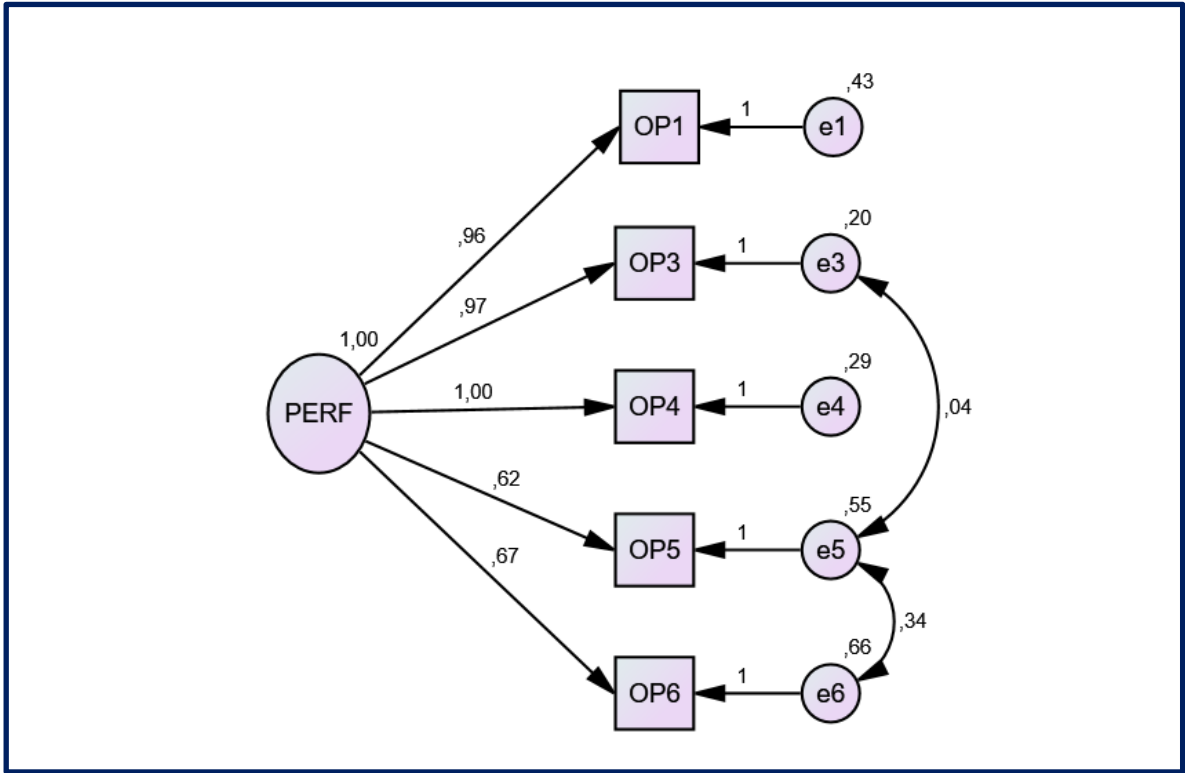 ,43
OP1
1
e1
,96
,20
OP3
1
e3
,97
1,00
,29
PERF
1,00
OP4
1
e4
,04
,62
,55
OP5
1
e5
,67
,34
,66
OP6
1
e6